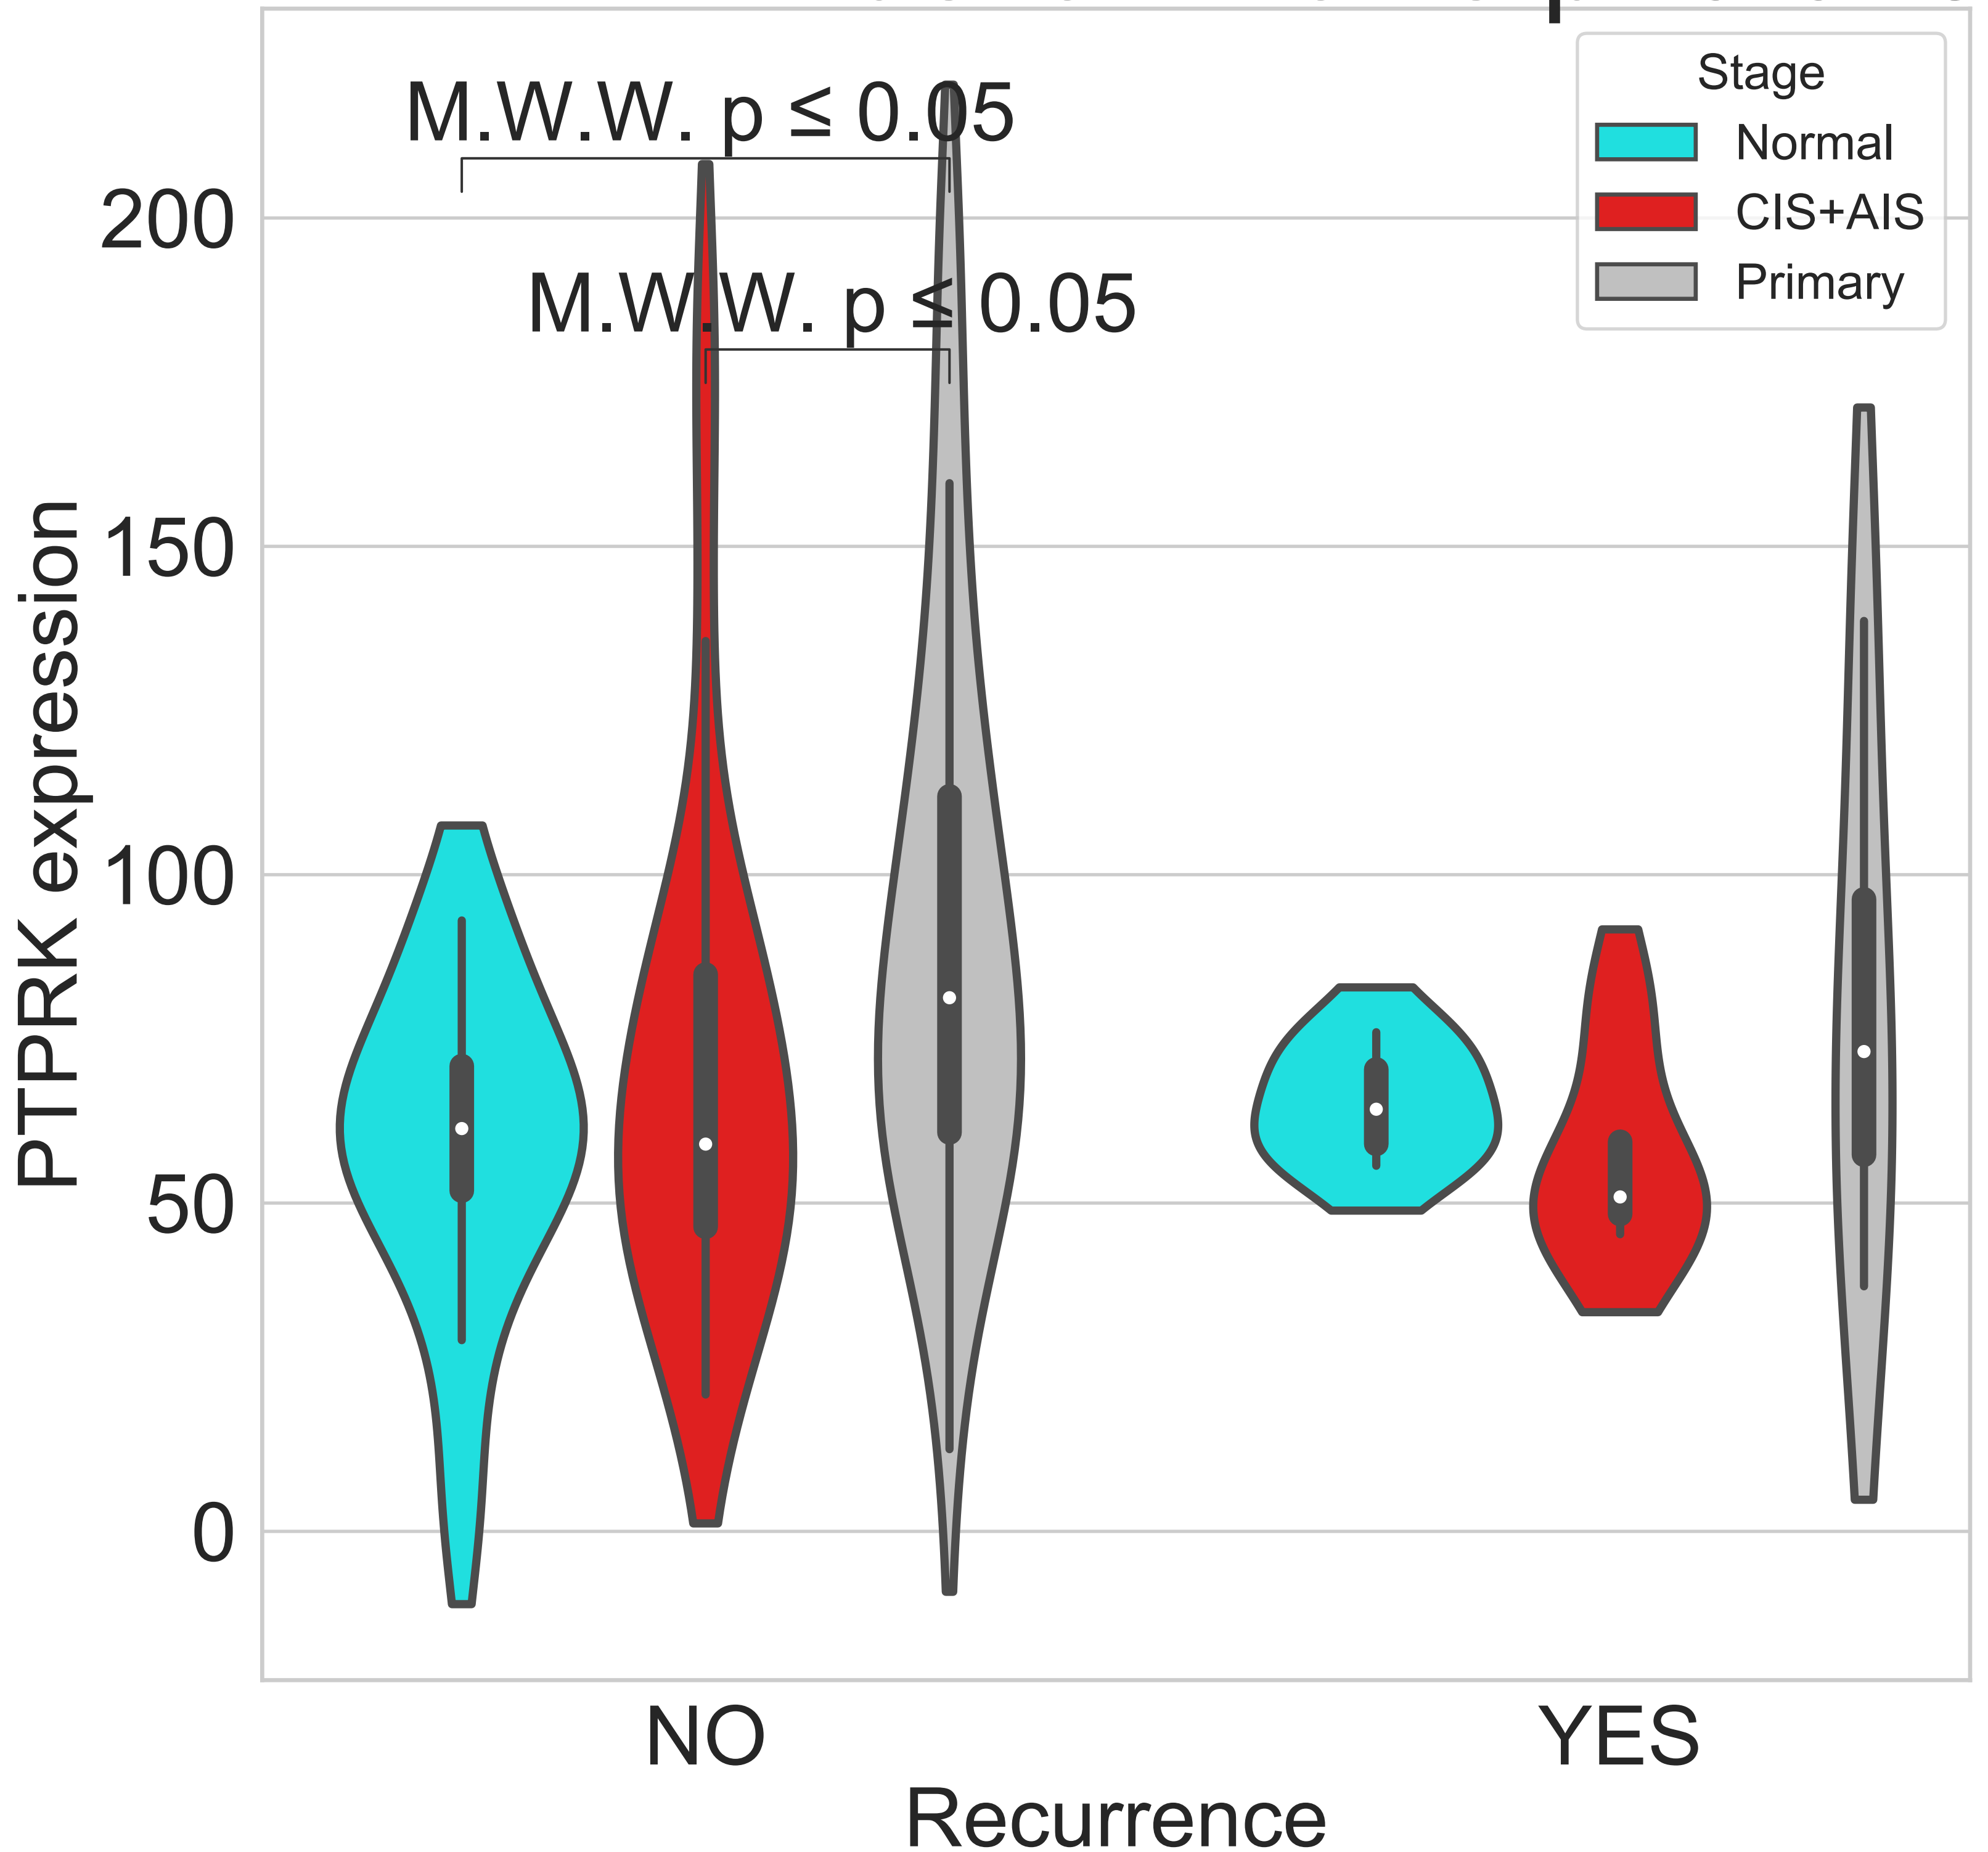 M.W.W. p ≤ 0.05
M.W.W. p ≤ 0.05
Stage
Normal
CIS+AIS
Primary
PTPRK expression
200
150
100
50
0
NO
YES
Recurrence